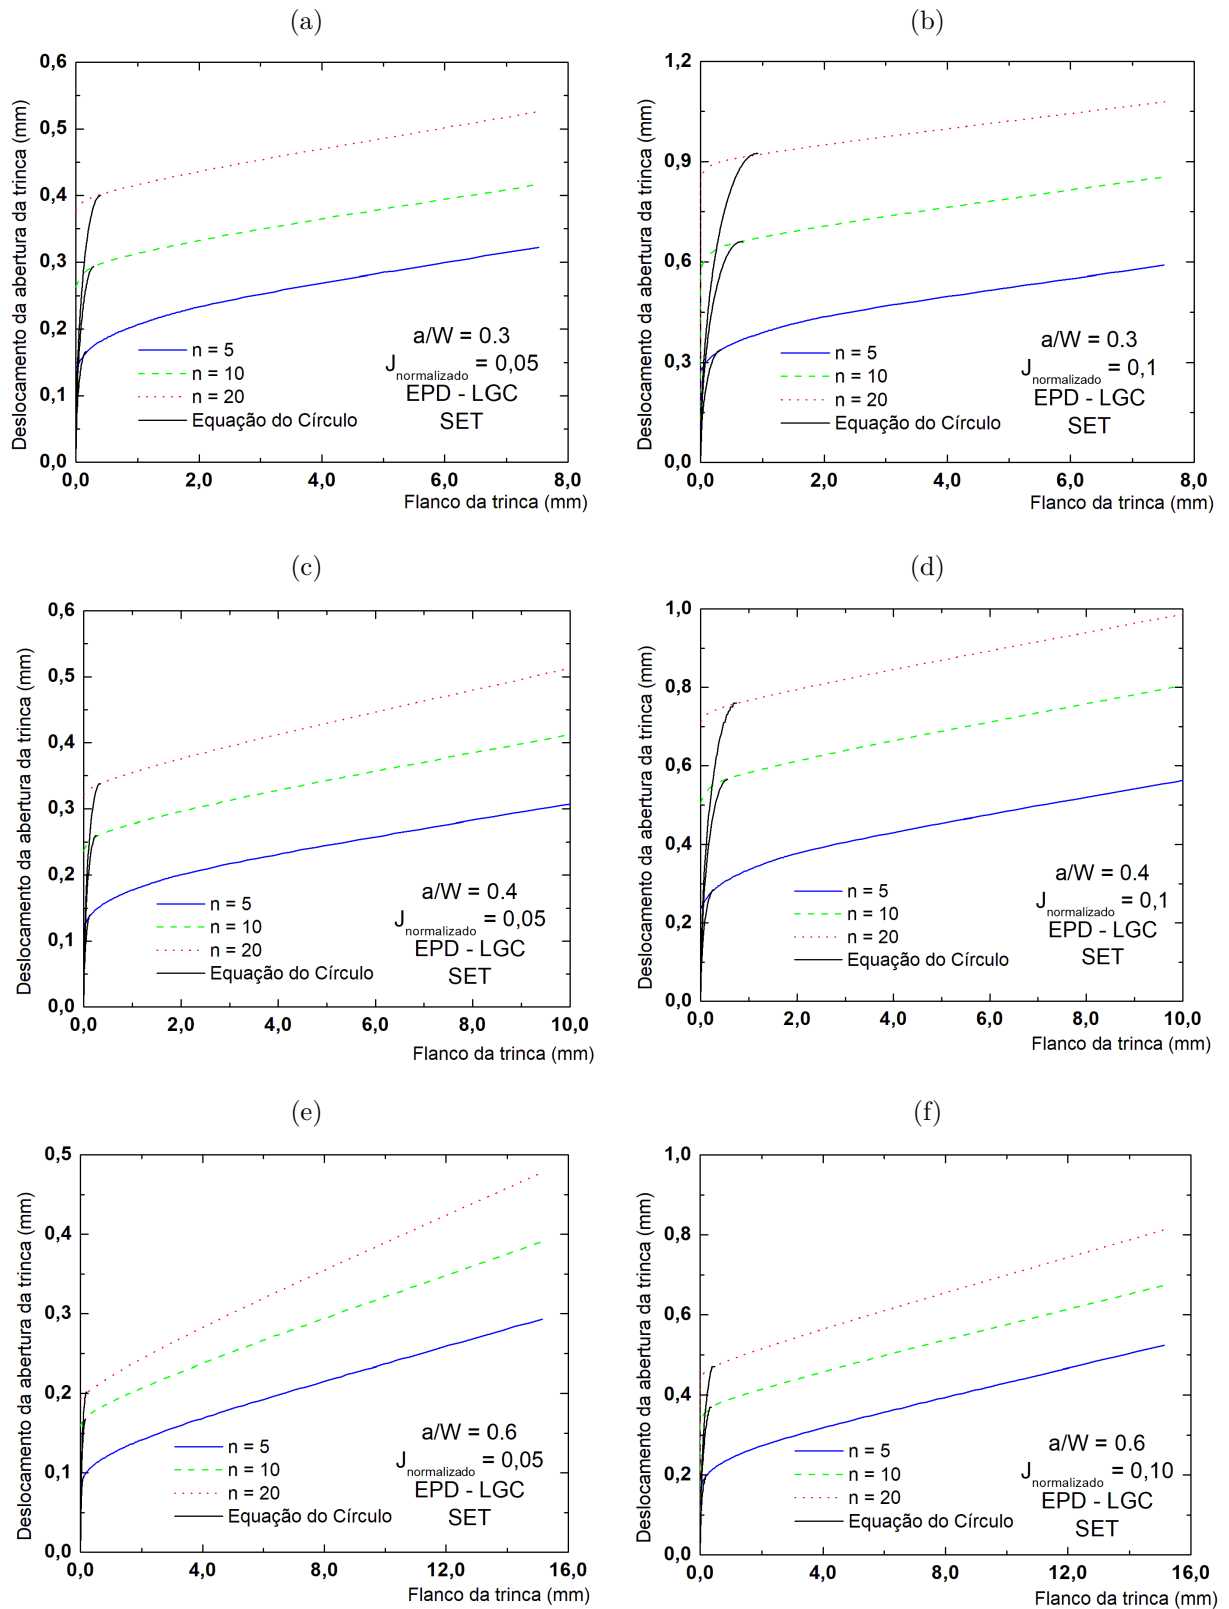 (a)
0,6
0,5
0,4
0,3
0,2
0,1
0,0
Deslocamento da abertura da trinca (mm)
n = 5
n = 10
n = 20
Equação do Círculo
a/W = 0.3
Jnormalizado = 0,05
EPD - LGC
SET
0,0 2,0 4,0 6,0 8,0
Flanco da trinca (mm)
(b)
1,2
0,9
0,6
0,3
0,0
Deslocamento da abertura da trinca (mm)
n = 5
n = 10
n = 20
Equação do Círculo
a/W = 0.3
Jnormalizado = 0,1
EPD - LGC
SET
0,0 2,0 4,0 6,0 8,0
Flanco da trinca (mm)
(c)
0,6
0,5
0,4
0,3
0,2
0,1
0,0
Deslocamento da abertura da trinca (mm)
n = 5
n = 10
n = 20
Equação do Círculo
a/W = 0.4
Jnormalizado = 0,05
EPD - LGC
SET
0,0 2,0 4,0 6,0 8,0 10,0
Flanco da trinca (mm)
(d)
1,0
0,8
0,6
0,4
0,2
0,0
Deslocamento da abertura da trinca (mm)
n = 5
n = 10
n = 20
Equação do Círculo
a/W = 0.4
Jnormalizado = 0,1
EPD - LGC
SET
0,0 2,0 4,0 6,0 8,0 10,0
Flanco da trinca (mm)
(e)
0,5
0,4
0,3
0,2
0,1
0,0
Deslocamento da abertura da trinca (mm)
n = 5
n = 10
n = 20
Equação do Círculo
a/W = 0.6
Jnormalizado = 0,05
EPD - LGC
SET
0,0 4,0 8,0 12,0 16,0
Flanco da trinca (mm)
(f)
1,0
0,8
0,6
0,4
0,2
0,0
Deslocamento da abertura da trinca (mm)
n = 5
n = 10
n = 20
Equação do Círculo
a/W = 0.6
Jnormalizado = 0,10
EPD - LGC
SET
0,0 4,0 8,0 12,0 16,0
Flanco da trinca (mm)